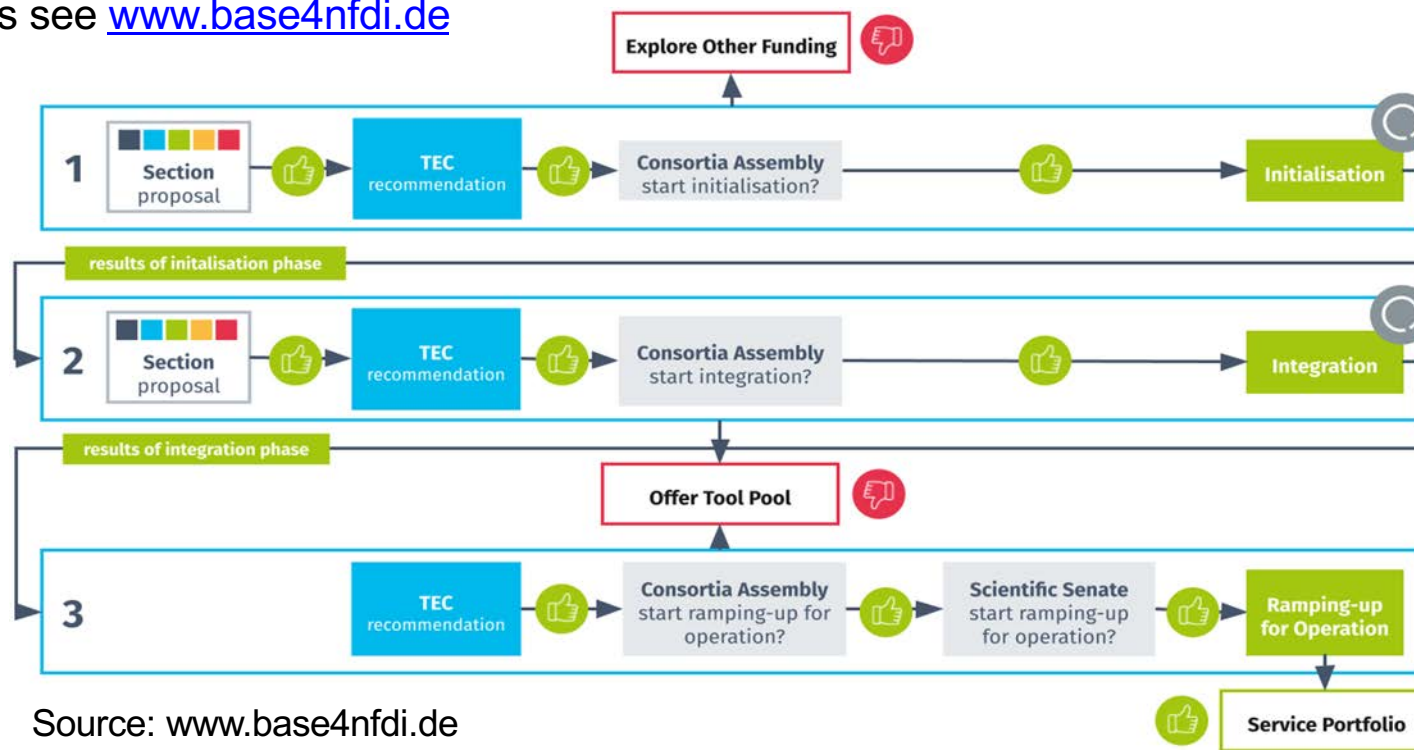 s see www.base4nfdi.de
Explore Other Funding
1
Section
proposal
TEC
recommendation
Consortia Assembly
start initialisation?
Initialisation
results of initalisation phase
2
Section
proposal
TEC
recommendation
Consortia Assembly
start integration?
Integration
results of integration phase
Offer Tool Pool
3
TEC
recommendation
Consortia Assembly
start ramping-up for
operation?
Scientific Senate
start ramping-up
for operation?
Ramping-up
for Operation
Source: www.base4nfdi.de
Service Portfolio